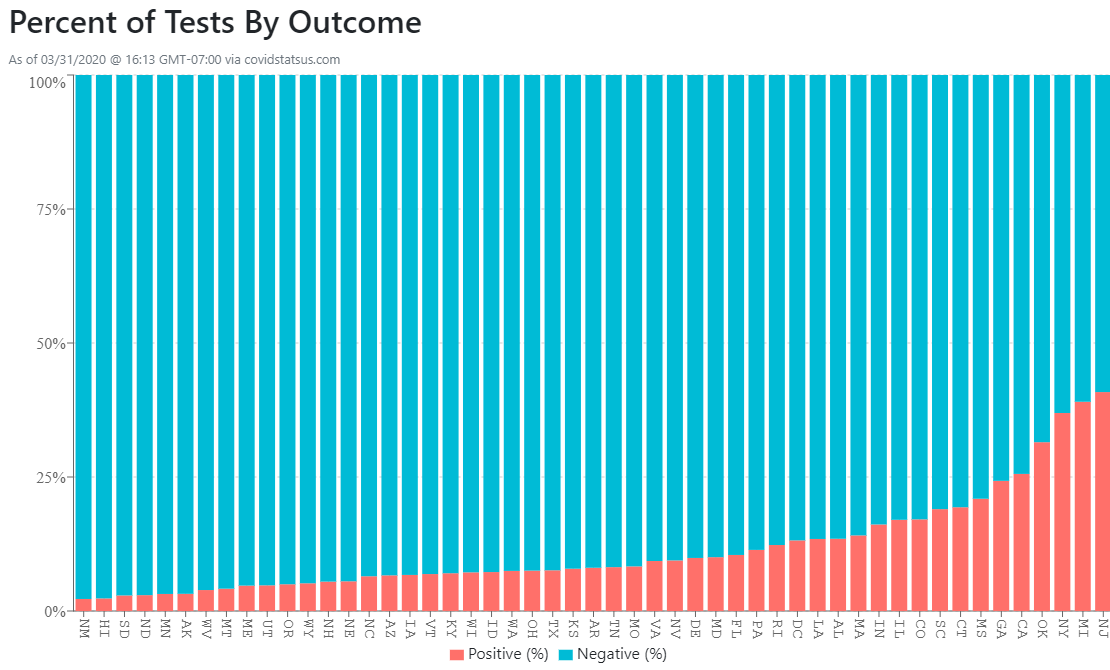 Percent of Tests By Outcome
As of 03/31/2020 @ 16:13 GMT-07:00 via covidstatsus.com
100%
75%
50%
25%
0%
NM HI SD ND MN AK WV MT ME UT OR WY NH NE NC AZ IA VT KY WI ID WA OH TX KS AR TN MO VA NV DE MD FL PA RI DC LA AL MA IN IL CO SC CT MS GA CA OK NY MI NJ
Positive (%) Negative (%)